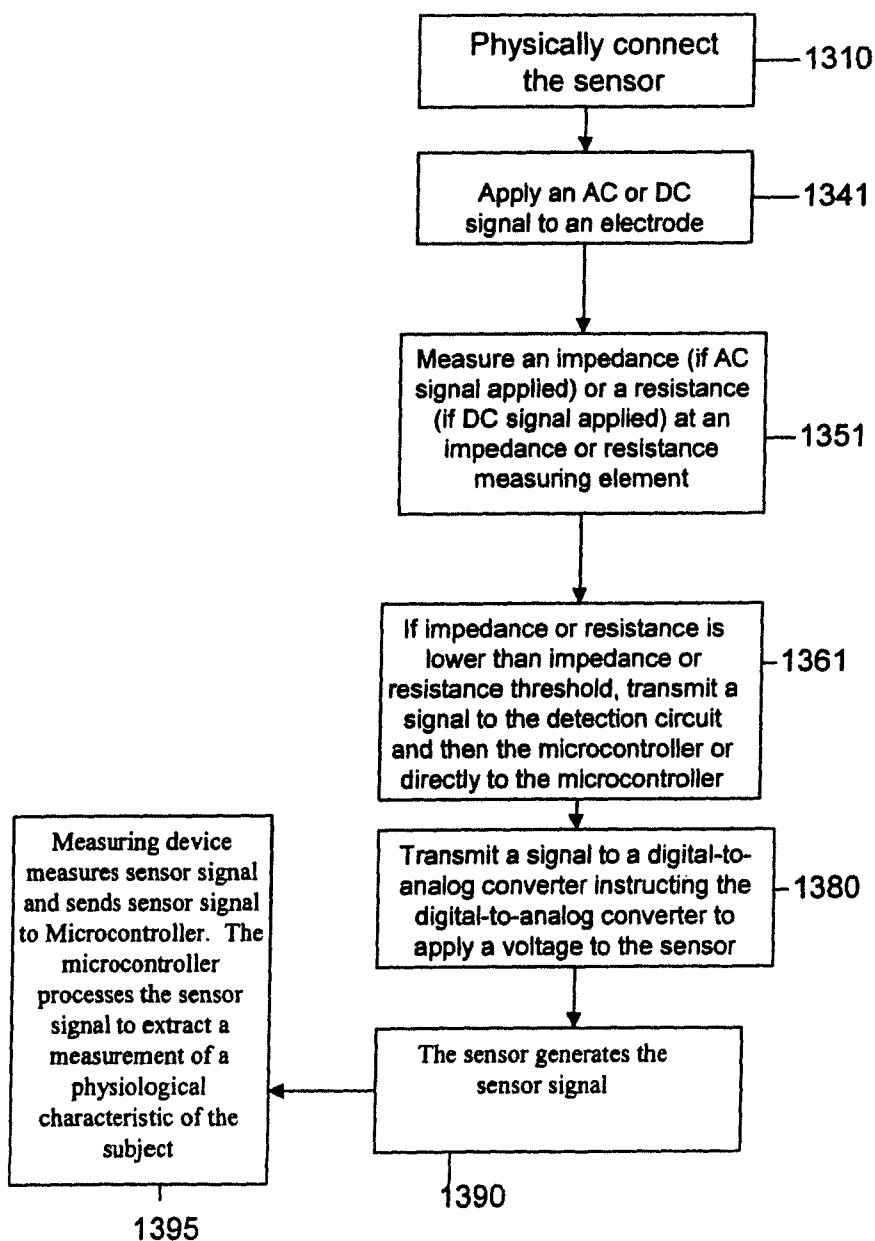 Physically connect
the sensor
1310
Apply an AC or DC
signal to an electrode
1341
Measure an impedance (if AC
signal applied) or a resistance
(if DC signal applied) at an
impedance or resistance
measuring element
1351
If impedance or resistance is
lower than impedance or
resistance threshold, transmit a
signal to the detection circuit
and then the microcontroller or
directly to the microcontroller
1361
Transmit a signal to a digital-to-
analog converter instructing the
digital-to-analog converter to
apply a voltage to the sensor
1380
The sensor generates the
sensor signal
1390
Measuring device
measures sensor signal
and sends sensor signal
to Microcontroller. The
microcontroller
processes the sensor
signal to extract a
measurement of a
physiological
characteristic of the
subject
1395